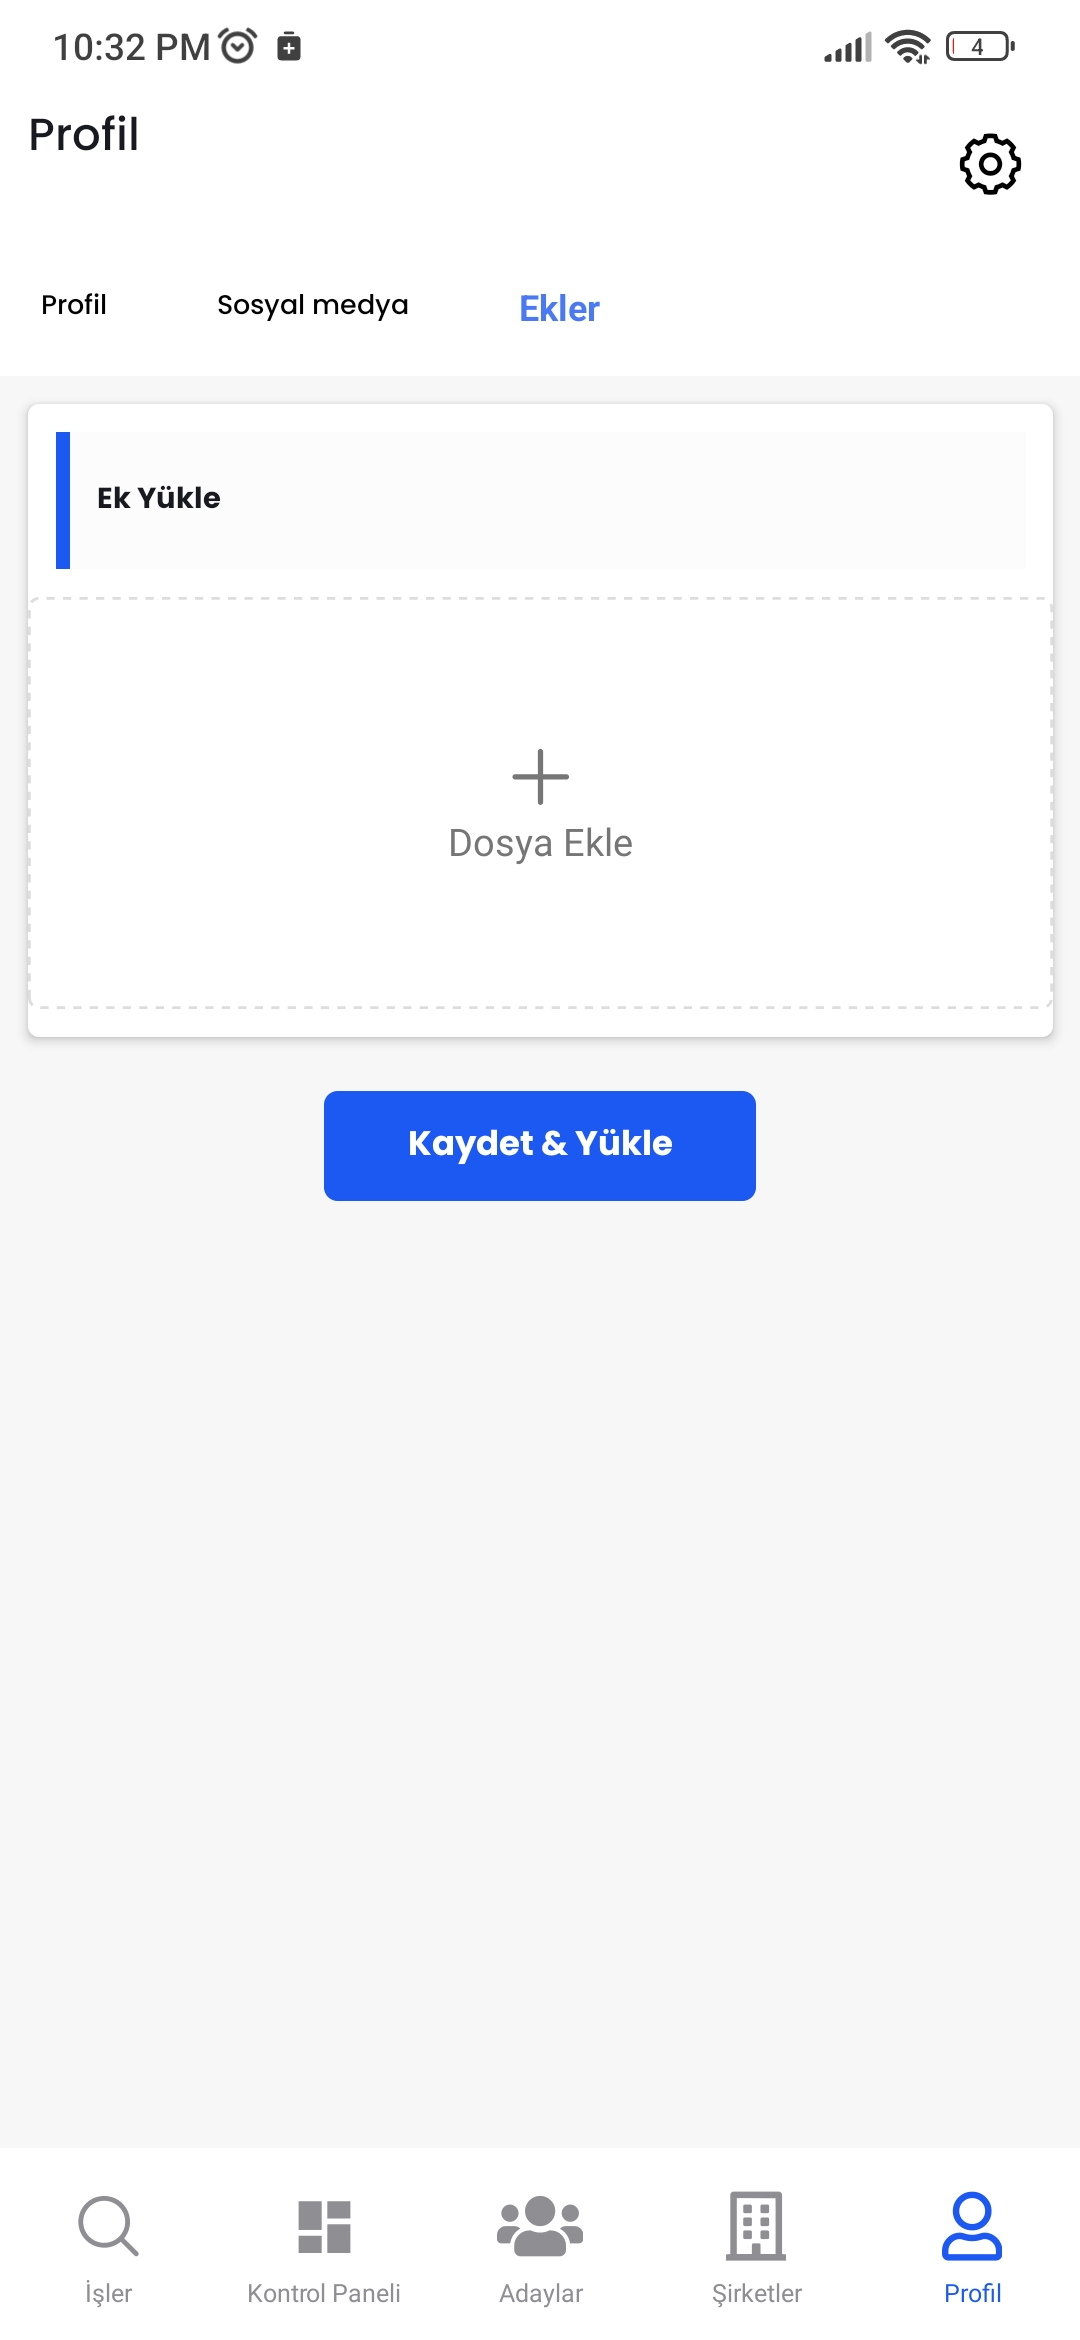 10:32 PM
4
Profil
Profil
Sosyal medya
Ekler
Ek Yükle
Dosya Ekle
Kaydet & Yükle
İşler
Kontrol Paneli
Adaylar
Şirketler
Profil